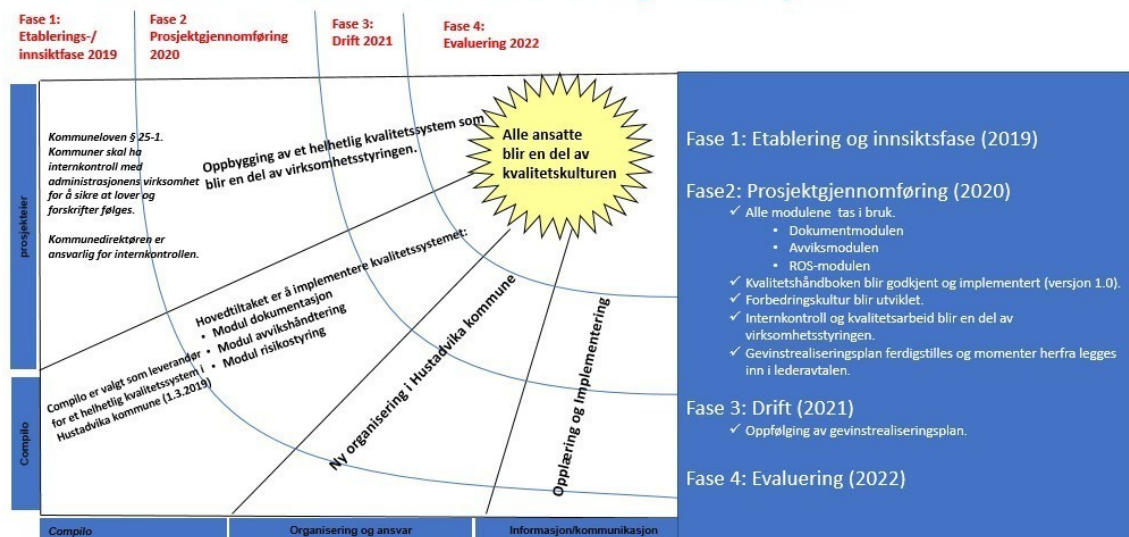 Fase 1:
Etablerings-/
innsiktfase 2019
Fase 2
Prosjektgjennomføring
2020
Fase 3:
Drift 2021
Fase 4:
Evaluering 2022
prosjekteier
Kommuneloven § 25-1.
Kommuner skal ha
internkontroll med
administrasjonens virksomhet
for å sikre at lover og
forskrifter følges.
Kommunedirektøren er
ansvarlig for internkontrollen.
Oppbygging av et helhetlig kvalitetssystem som
blir en del av virksomhetsstyringen.
Alle ansatte
blir en del av
kvalitetskulturen
Hovedtiltaket er å implementere kvalitetssystemet:
• Modul dokumentasjon
• Modul avvikshåndtering
• Modul risikostyring
Compilo er valgt som leverandør
for et helhetlig kvalitetssystem i
Hustadvika kommune (1.3.2019)
Ny organisering i Hustadvika kommune
Opplæring og Implementering
Compilo
Compilo
Organisering og ansvar
Informasjon/kommunikasjon
Fase 1: Etablering og innsiktsfase (2019)
Fase2: Prosjektgjennomføring (2020)
✓ Alle modulene tas i bruk.
• Dokumentmodulen
• Avviksmodulen
• ROS-modulen
✓ Kvalitetshåndboken blir godkjent og implementert (versjon 1.0).
✓ Forbedringskultur blir utviklet.
✓ Internkontroll og kvalitetsarbeid blir en del av
virksomhetsstyringen.
✓ Gevinstrealiseringsplan ferdigstilles og momenter herfra legges
inn i lederavtalen.
Fase 3: Drift (2021)
✓ Oppfølging av gevinstrealiseringsplan.
Fase 4: Evaluering (2022)